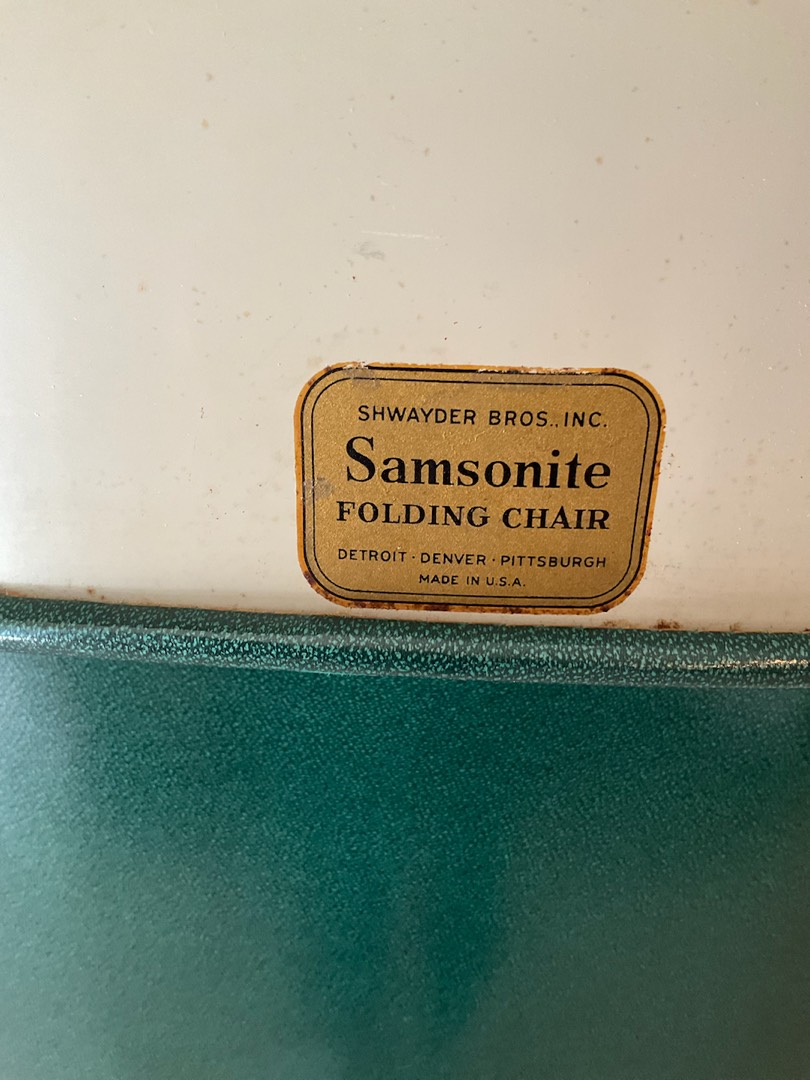 SHWAYDER BROS., INC.
Samsonite
FOLDING CHAIR
DETROIT · DENVER · PITTSBURGH
MADE IN U.S.A.